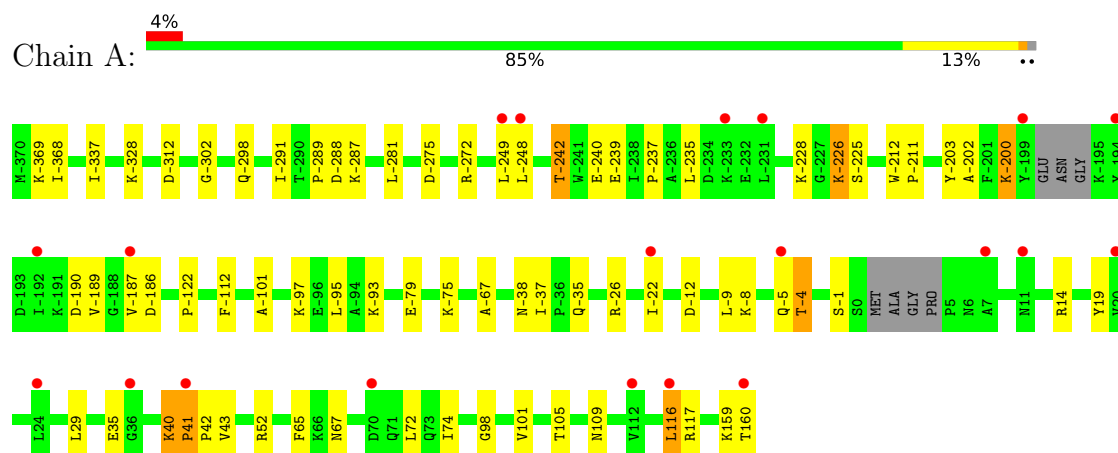 4%
Chain A:
85% 13% ••
M-370 K-369 I-368 I-337 K-328 D-312 G-302 Q-298 I-291 T-290 P-289 D-288 K-287 L-281 D-275 R-272 L-249 L-248 T-242 W-241 E-240 E-239 I-238 P-237 A-236 L-235 D-234 K-233 E-232 L-231 K-228 G-227 K-226 S-225 W-212 P-211 Y-203 A-202 F-201 K-200 Y-199 GLU ASN GLY K-195 Y-194
D-193 I-192 K-191 D-190 V-189 G-188 V-187 D-186 P-122 F-112 A-101 K-97 E-96 L-95 A-94 K-93 E-79 K-75 A-67 N-38 I-37 P-36 Q-35 R-26 I-22 D-12 L-9 K-8 Q-5 T-4 S-1 S0 MET ALA GLY PRO P5 N6 A7 N11 R14 Y19 V20
L24 L29 E35 G36 K40 P41 P42 V43 R52 F65 K66 N67 D70 Q71 L72 Q73 I74 G98 V101 T105 N109 V112 L116 R117 K159 T160